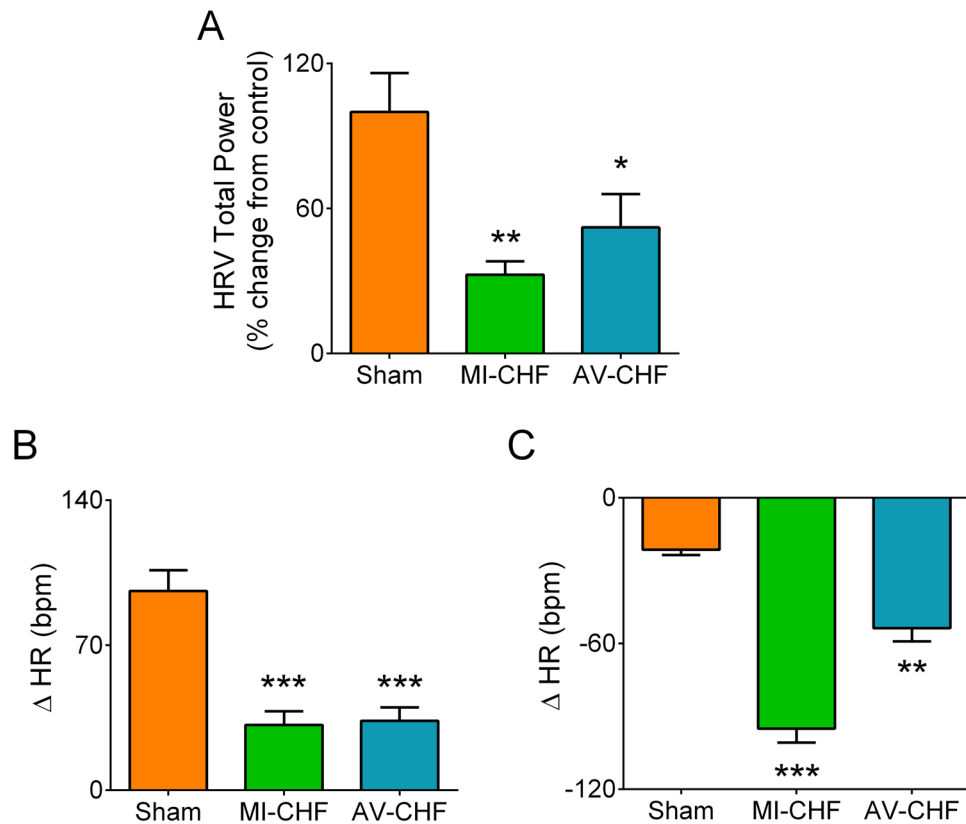 A
HRV Total Power
(% change from control)
120
60
0
*
**
Sham MI-CHF AV-CHF
B
Δ HR (bpm)
140
70
0
*** ***
Sham MI-CHF AV-CHF
C
Δ HR (bpm)
0
-60
-120
**
***
Sham MI-CHF AV-CHF